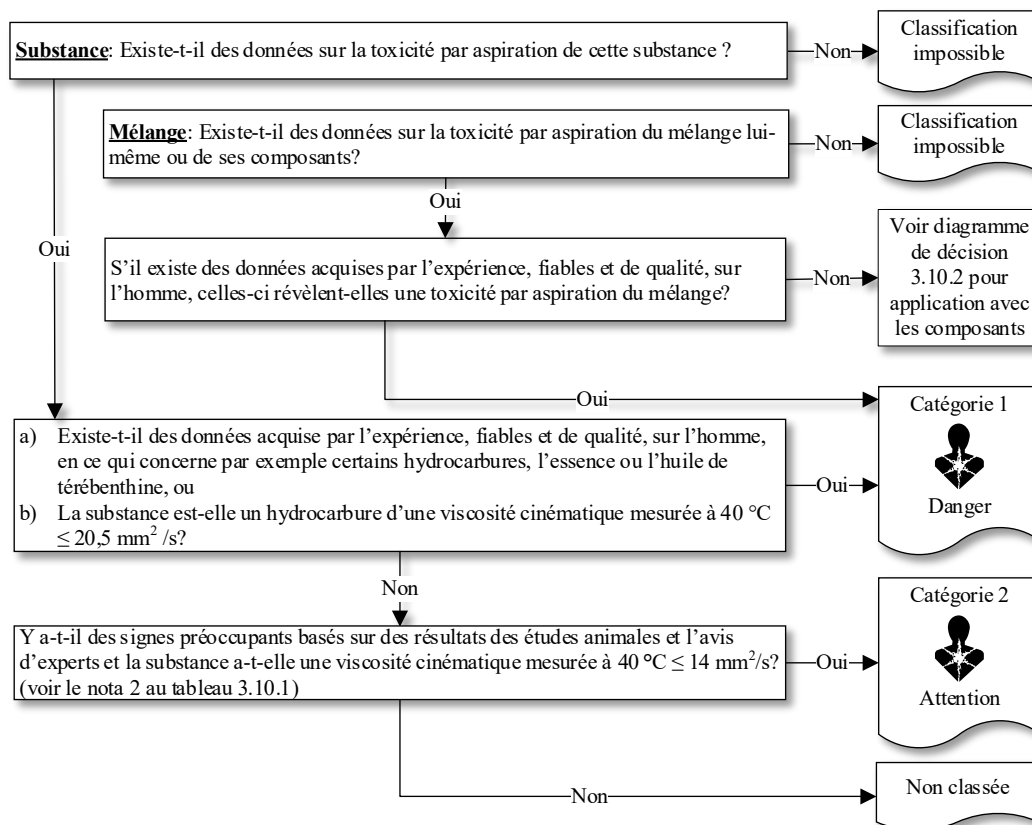 Substance: Existe-t-il des données sur la toxicité par aspiration de cette substance ?
Non
Classification
impossible
Mélange: Existe-t-il des données sur la toxicité par aspiration du mélange lui-
même ou de ses composants?
Non
Classification
impossible
Oui
Oui
S’il existe des données acquises par l’expérience, fiables et de qualité, sur
l’homme, celles-ci révèlent-elles une toxicité par aspiration du mélange?
Non
Voir diagramme
de décision
3.10.2 pour
application avec
les composants
Oui
Catégorie 1
Danger
a) Existe-t-il des données acquise par l’expérience, fiables et de qualité, sur l’homme,
en ce qui concerne par exemple certains hydrocarbures, l’essence ou l’huile de
térébenthine, ou
b) La substance est-elle un hydrocarbure d’une viscosité cinématique mesurée à 40 °C
≤ 20,5 mm² /s?
Oui
Non
Y a-t-il des signes préoccupants basés sur des résultats des études animales et l’avis
d’experts et la substance a-t-elle une viscosité cinématique mesurée à 40 °C ≤ 14 mm²/s?
(voir le nota 2 au tableau 3.10.1)
Oui
Catégorie 2
Attention
Non
Non classée